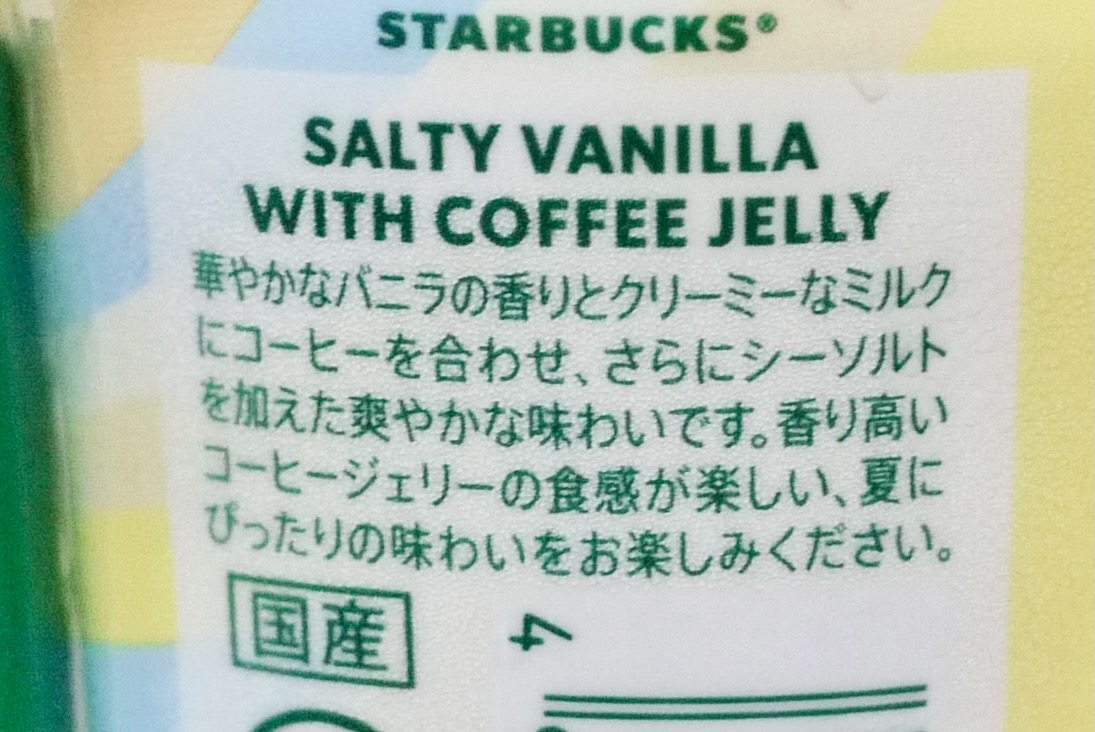 STARBUCKS®
SALTY VANILLA
WITH COFFEE JELLY
華やかなバニラの香りとクリーミーなミルク
にコーヒーを合わせ、さらにシーソルト
を加えた爽やかな味わいです。香り高い
コーヒージェリーの食感が楽しい、夏に
ぴったりの味わいをお楽しみください。
国産
4